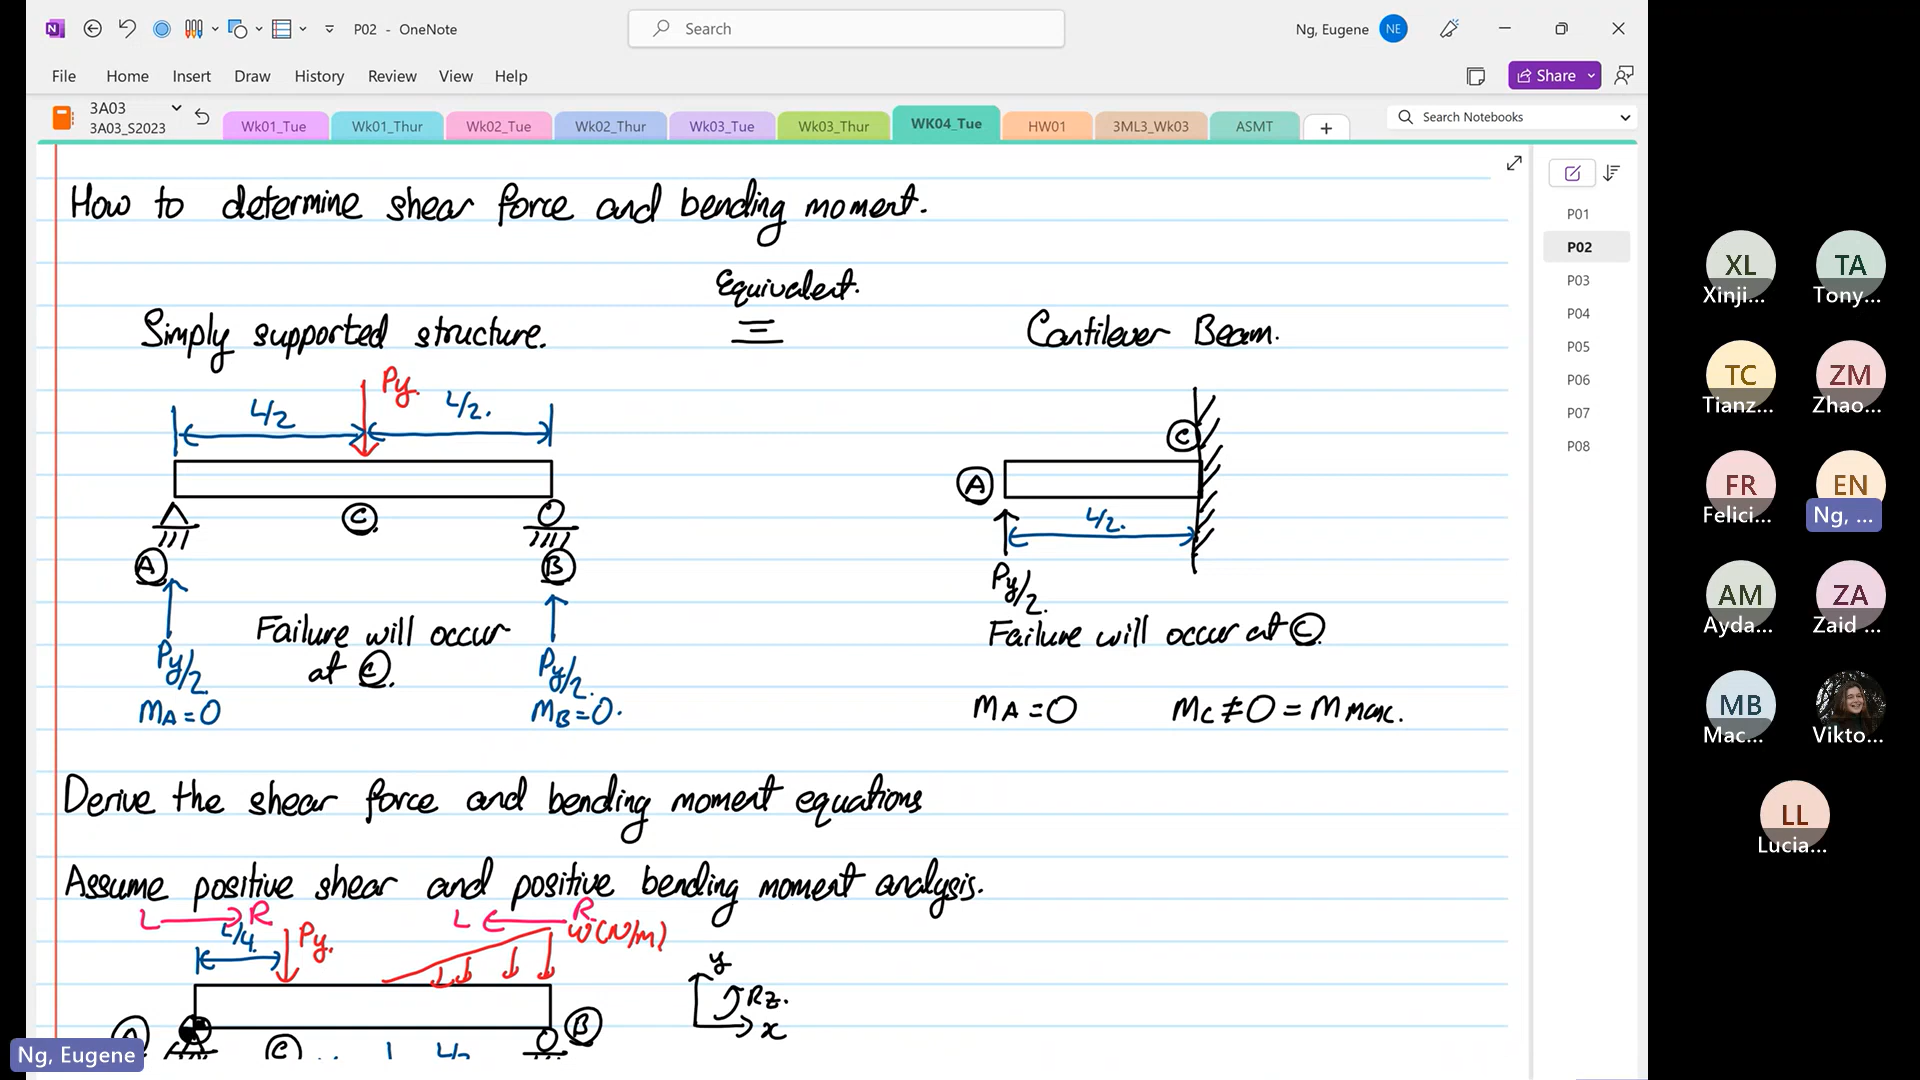 P02 - OneNote
Search
Ng, Eugene
NE
File Home Insert Draw History Review View Help
Share
3A03
3A03_S2023
Wk01_Tue Wk01_Thur Wk02_Tue Wk02_Thur Wk03_Tue Wk03_Thur WK04_Tue HW01 3ML3_Wk03 ASMT +
Search Notebooks
How to determine shear force and bending moment.
Equivalent.
Simply supported structure. = Cantilever Beam.
Py.
L/2 L/2.
C
A
L/2.
C
A B
Py/2.
Failure will occur
at C.
Failure will occur at C.
Py/2. Py/2.
MA=0 MB=0.
MA=0 MC≠0=Mmax.
Derive the shear force and bending moment equations
Assume positive shear and positive bending moment analysis.
L R L R
L/4. Py. w(N/m)
y
Rz.
x
A B
C L/2
Ng, Eugene
P01
P02
P03
P04
P05
P06
P07
P08
XL TA
Xinji... Tony...
TC ZM
Tianz... Zhao...
FR EN
Felici... Ng, ...
AM ZA
Ayda... Zaid ...
MB
Mac... Vikto...
LL
Lucia...